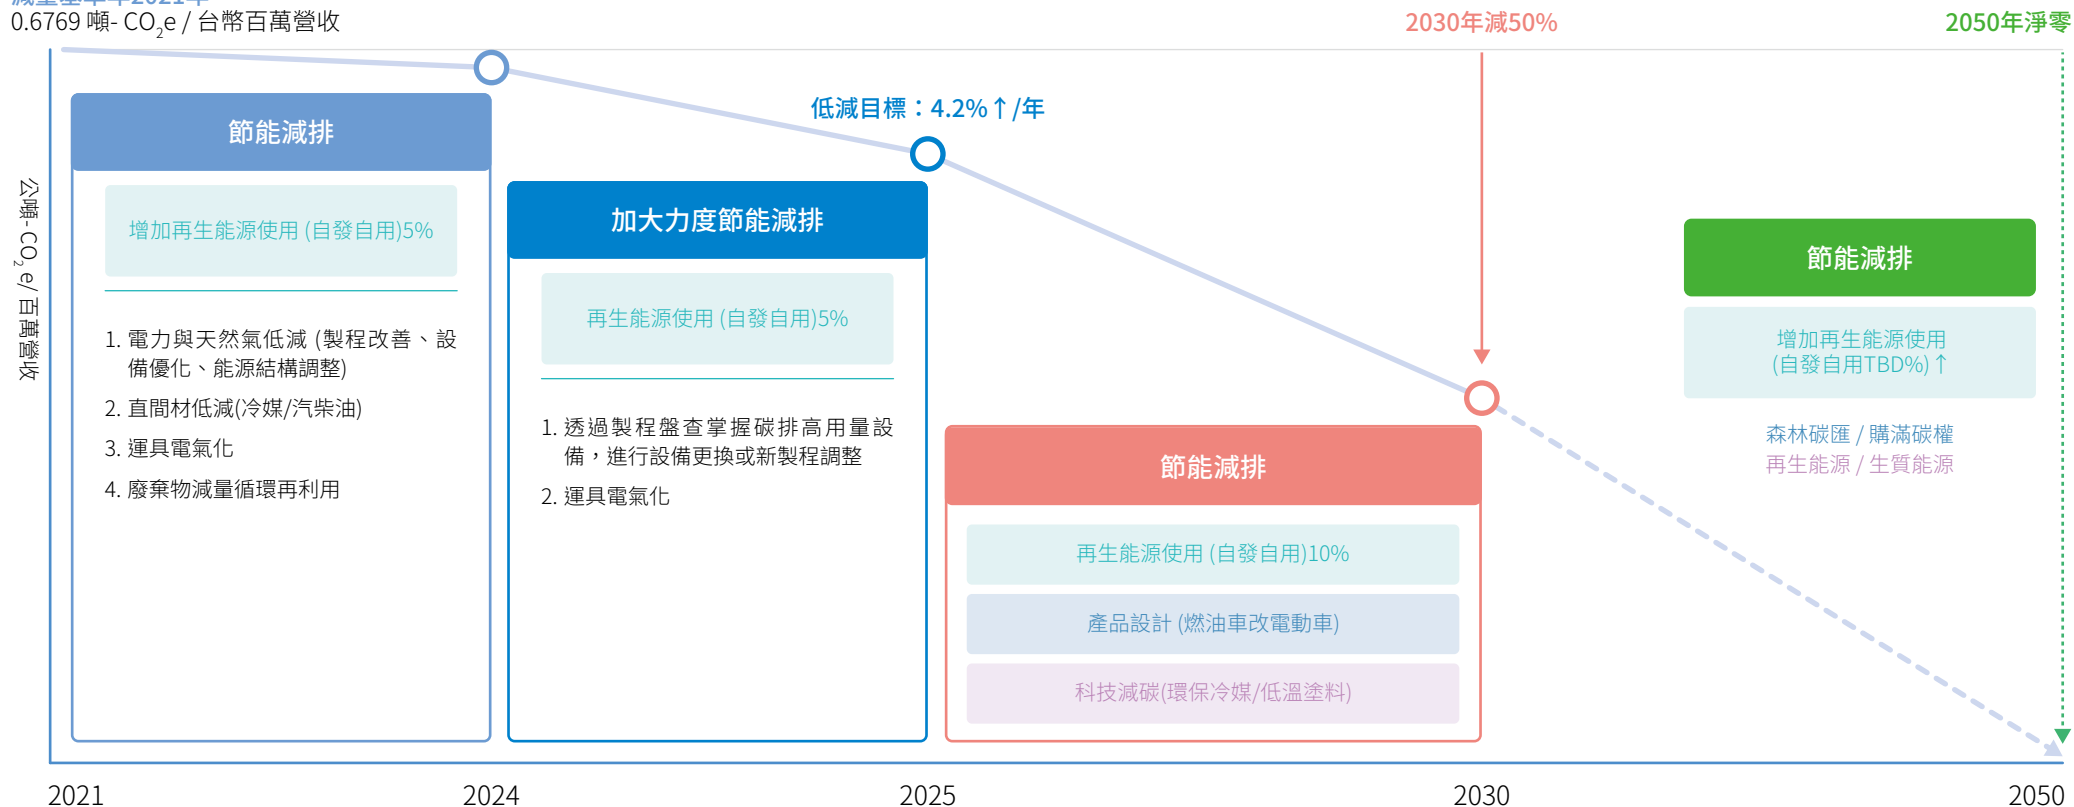 減量基準年2021年
0.6769 噸- CO₂e / 台幣百萬營收
2030年減50%
2050年淨零
低減目標：4.2%↑/年
公噸- CO₂e/ 百萬營收
節能減排
增加再生能源使用 (自發自用)5%
1. 電力與天然氣低減 (製程改善、設
備優化、能源結構調整)
2. 直間材低減(冷媒/汽柴油)
3. 運具電氣化
4. 廢棄物減量循環再利用
加大力度節能減排
再生能源使用 (自發自用)5%
1. 透過製程盤查掌握碳排高用量設
備，進行設備更換或新製程調整
2. 運具電氣化
節能減排
再生能源使用 (自發自用)10%
產品設計 (燃油車改電動車)
科技減碳(環保冷媒/低溫塗料)
節能減排
增加再生能源使用
(自發自用TBD%)↑
森林碳匯 / 購滿碳權
再生能源 / 生質能源
2021
2024
2025
2030
2050